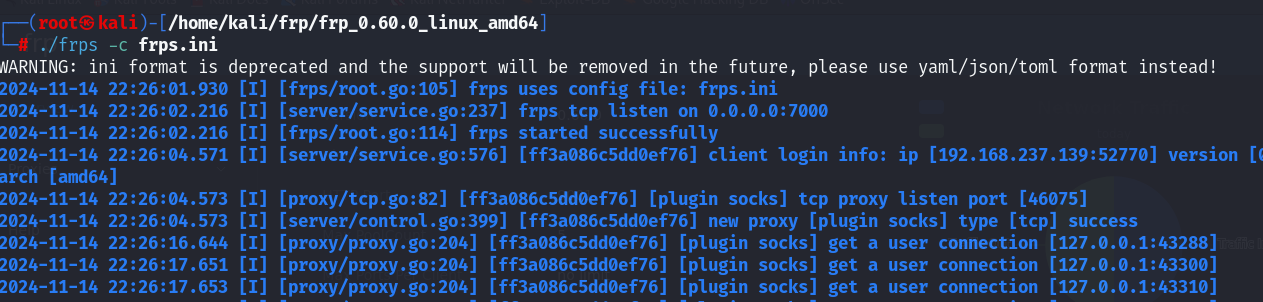 ┌──(root㉿kali)-[/home/kali/frp/frp_0.60.0_linux_amd64]
└─# ./frps -c frps.ini
WARNING: ini format is deprecated and the support will be removed in the future, please use yaml/json/toml format instead!
2024-11-14 22:26:01.930 [I] [frps/root.go:105] frps uses config file: frps.ini
2024-11-14 22:26:02.216 [I] [server/service.go:237] frps tcp listen on 0.0.0.0:7000
2024-11-14 22:26:02.216 [I] [frps/root.go:114] frps started successfully
2024-11-14 22:26:04.571 [I] [server/service.go:576] [ff3a086c5dd0ef76] client login info: ip [192.168.237.139:52770] version [
arch [amd64]
2024-11-14 22:26:04.573 [I] [proxy/tcp.go:82] [ff3a086c5dd0ef76] [plugin socks] tcp proxy listen port [46075]
2024-11-14 22:26:04.573 [I] [server/control.go:399] [ff3a086c5dd0ef76] new proxy [plugin socks] type [tcp] success
2024-11-14 22:26:16.644 [I] [proxy/proxy.go:204] [ff3a086c5dd0ef76] [plugin socks] get a user connection [127.0.0.1:43288]
2024-11-14 22:26:17.651 [I] [proxy/proxy.go:204] [ff3a086c5dd0ef76] [plugin socks] get a user connection [127.0.0.1:43300]
2024-11-14 22:26:17.653 [I] [proxy/proxy.go:204] [ff3a086c5dd0ef76] [plugin socks] get a user connection [127.0.0.1:43310]